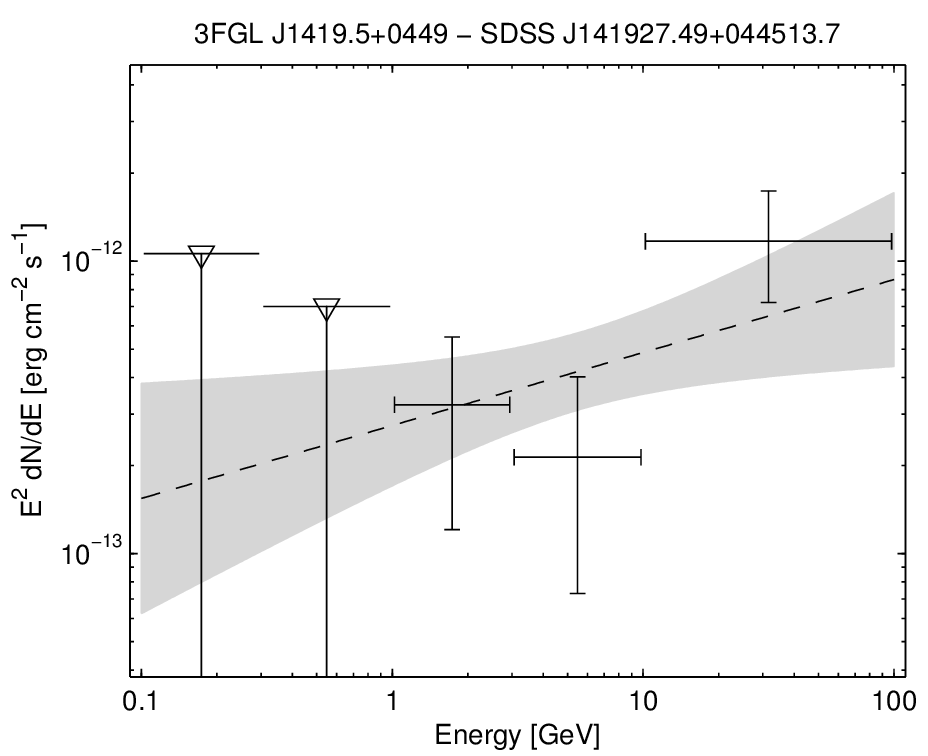 3FGL J1419.5+0449 − SDSS J141927.49+044513.7
E² dN/dE [erg cm⁻² s⁻¹]
10⁻¹²
10⁻¹³
0.1 1 10 100
Energy [GeV]